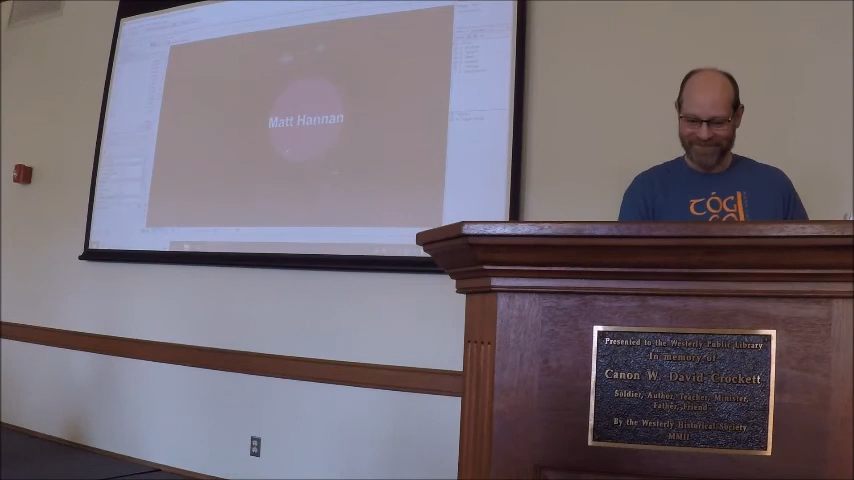 Matt Hannan
TÓG
Presented to the Westerly Public Library
In memory of
Canon W. David Crockett
Soldier, Author, Teacher, Minister,
Father, Friend
By the Westerly Historical Society
MMII